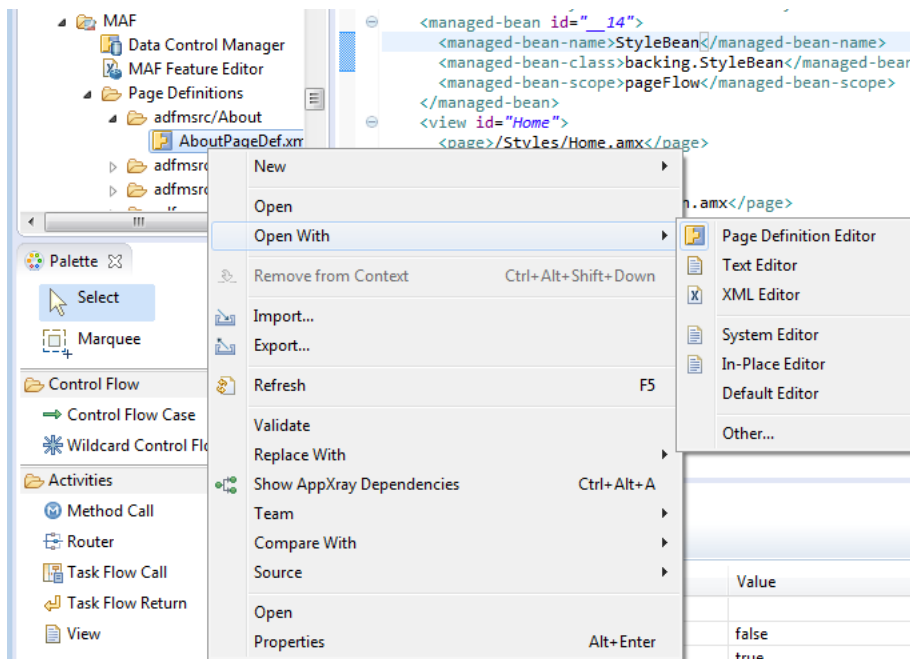 MAF
Data Control Manager
MAF Feature Editor
Page Definitions
adfmsrc/About
AboutPageDef.xm
adfmsrc
adfmsrc
<managed-bean id="__14">
<managed-bean-name>StyleBean</managed-bean-name>
<managed-bean-class>backing.StyleBean</managed-bean
<managed-bean-scope>pageFlow</managed-bean-scope>
</managed-bean>
<view id="Home">
<page>/Styles/Home.amx</page>
n.amx</page>
Palette
Select
Marquee
Control Flow
Control Flow Case
Wildcard Control Flo
Activities
Method Call
Router
Task Flow Call
Task Flow Return
View
New
Open
Open With
Remove from Context Ctrl+Alt+Shift+Down
Import...
Export...
Refresh F5
Validate
Replace With
Show AppXray Dependencies Ctrl+Alt+A
Team
Compare With
Source
Open
Properties Alt+Enter
Page Definition Editor
Text Editor
XML Editor
System Editor
In-Place Editor
Default Editor
Other...
Value
false
true